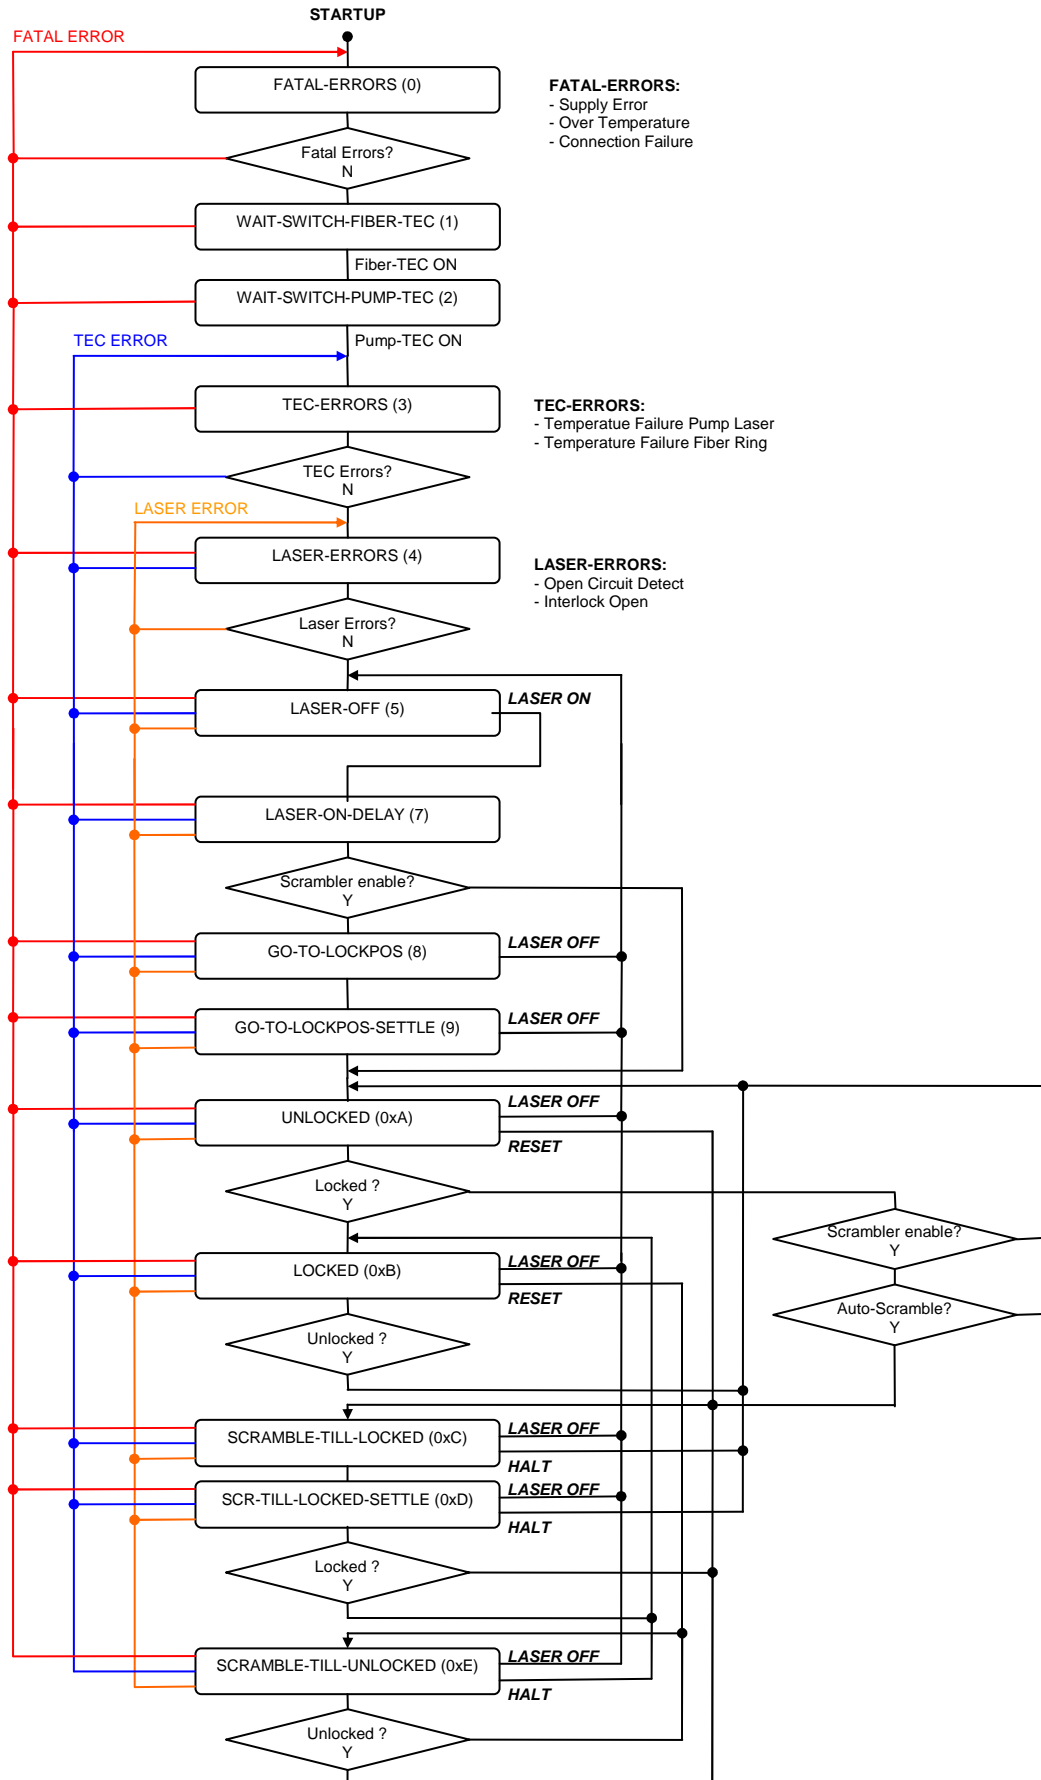 STARTUP
FATAL ERROR
FATAL-ERRORS (0)
FATAL-ERRORS:
- Supply Error
- Over Temperature
- Connection Failure
Fatal Errors?
N
WAIT-SWITCH-FIBER-TEC (1)
Fiber-TEC ON
WAIT-SWITCH-PUMP-TEC (2)
TEC ERROR
Pump-TEC ON
TEC-ERRORS (3)
TEC-ERRORS:
- Temperatue Failure Pump Laser
- Temperature Failure Fiber Ring
TEC Errors?
N
LASER ERROR
LASER-ERRORS (4)
LASER-ERRORS:
- Open Circuit Detect
- Interlock Open
Laser Errors?
N
LASER-OFF (5)
LASER ON
LASER-ON-DELAY (7)
Scrambler enable?
Y
GO-TO-LOCKPOS (8)
LASER OFF
GO-TO-LOCKPOS-SETTLE (9)
LASER OFF
UNLOCKED (0xA)
LASER OFF
RESET
Locked ?
Y
Scrambler enable?
Y
LOCKED (0xB)
LASER OFF
RESET
Auto-Scramble?
Y
Unlocked ?
Y
SCRAMBLE-TILL-LOCKED (0xC)
LASER OFF
HALT
SCR-TILL-LOCKED-SETTLE (0xD)
LASER OFF
HALT
Locked ?
Y
SCRAMBLE-TILL-UNLOCKED (0xE)
LASER OFF
HALT
Unlocked ?
Y